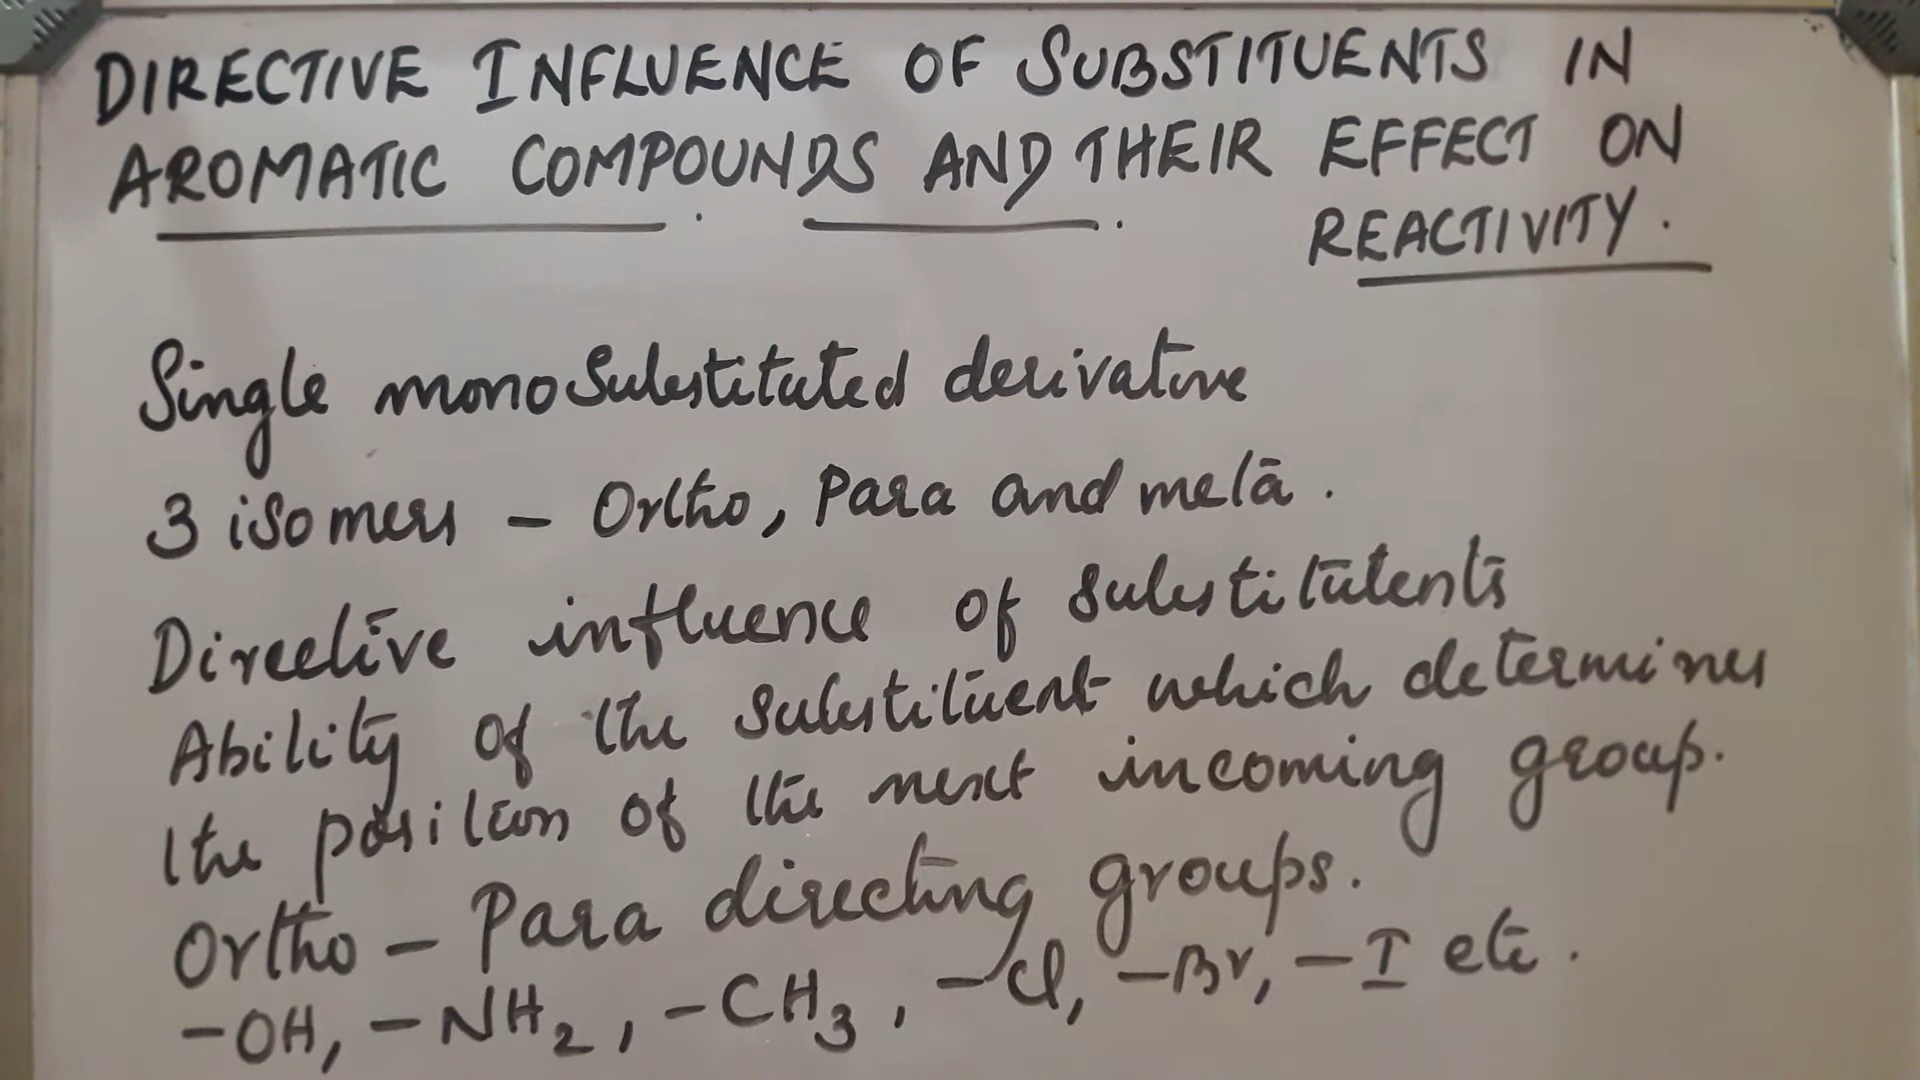 DIRECTIVE INFLUENCE OF SUBSTITUENTS IN
AROMATIC COMPOUNDS AND THEIR EFFECT ON
REACTIVITY.
Single monosubstituted derivative
3 isomers - Ortho, Para and meta.
Directive influence of substitutents
Ability of the substituent which determines
the position of the next incoming group.
Ortho - Para directing groups.
-OH, -NH₂, -CH₃, -Cl, -Br, -I etc.